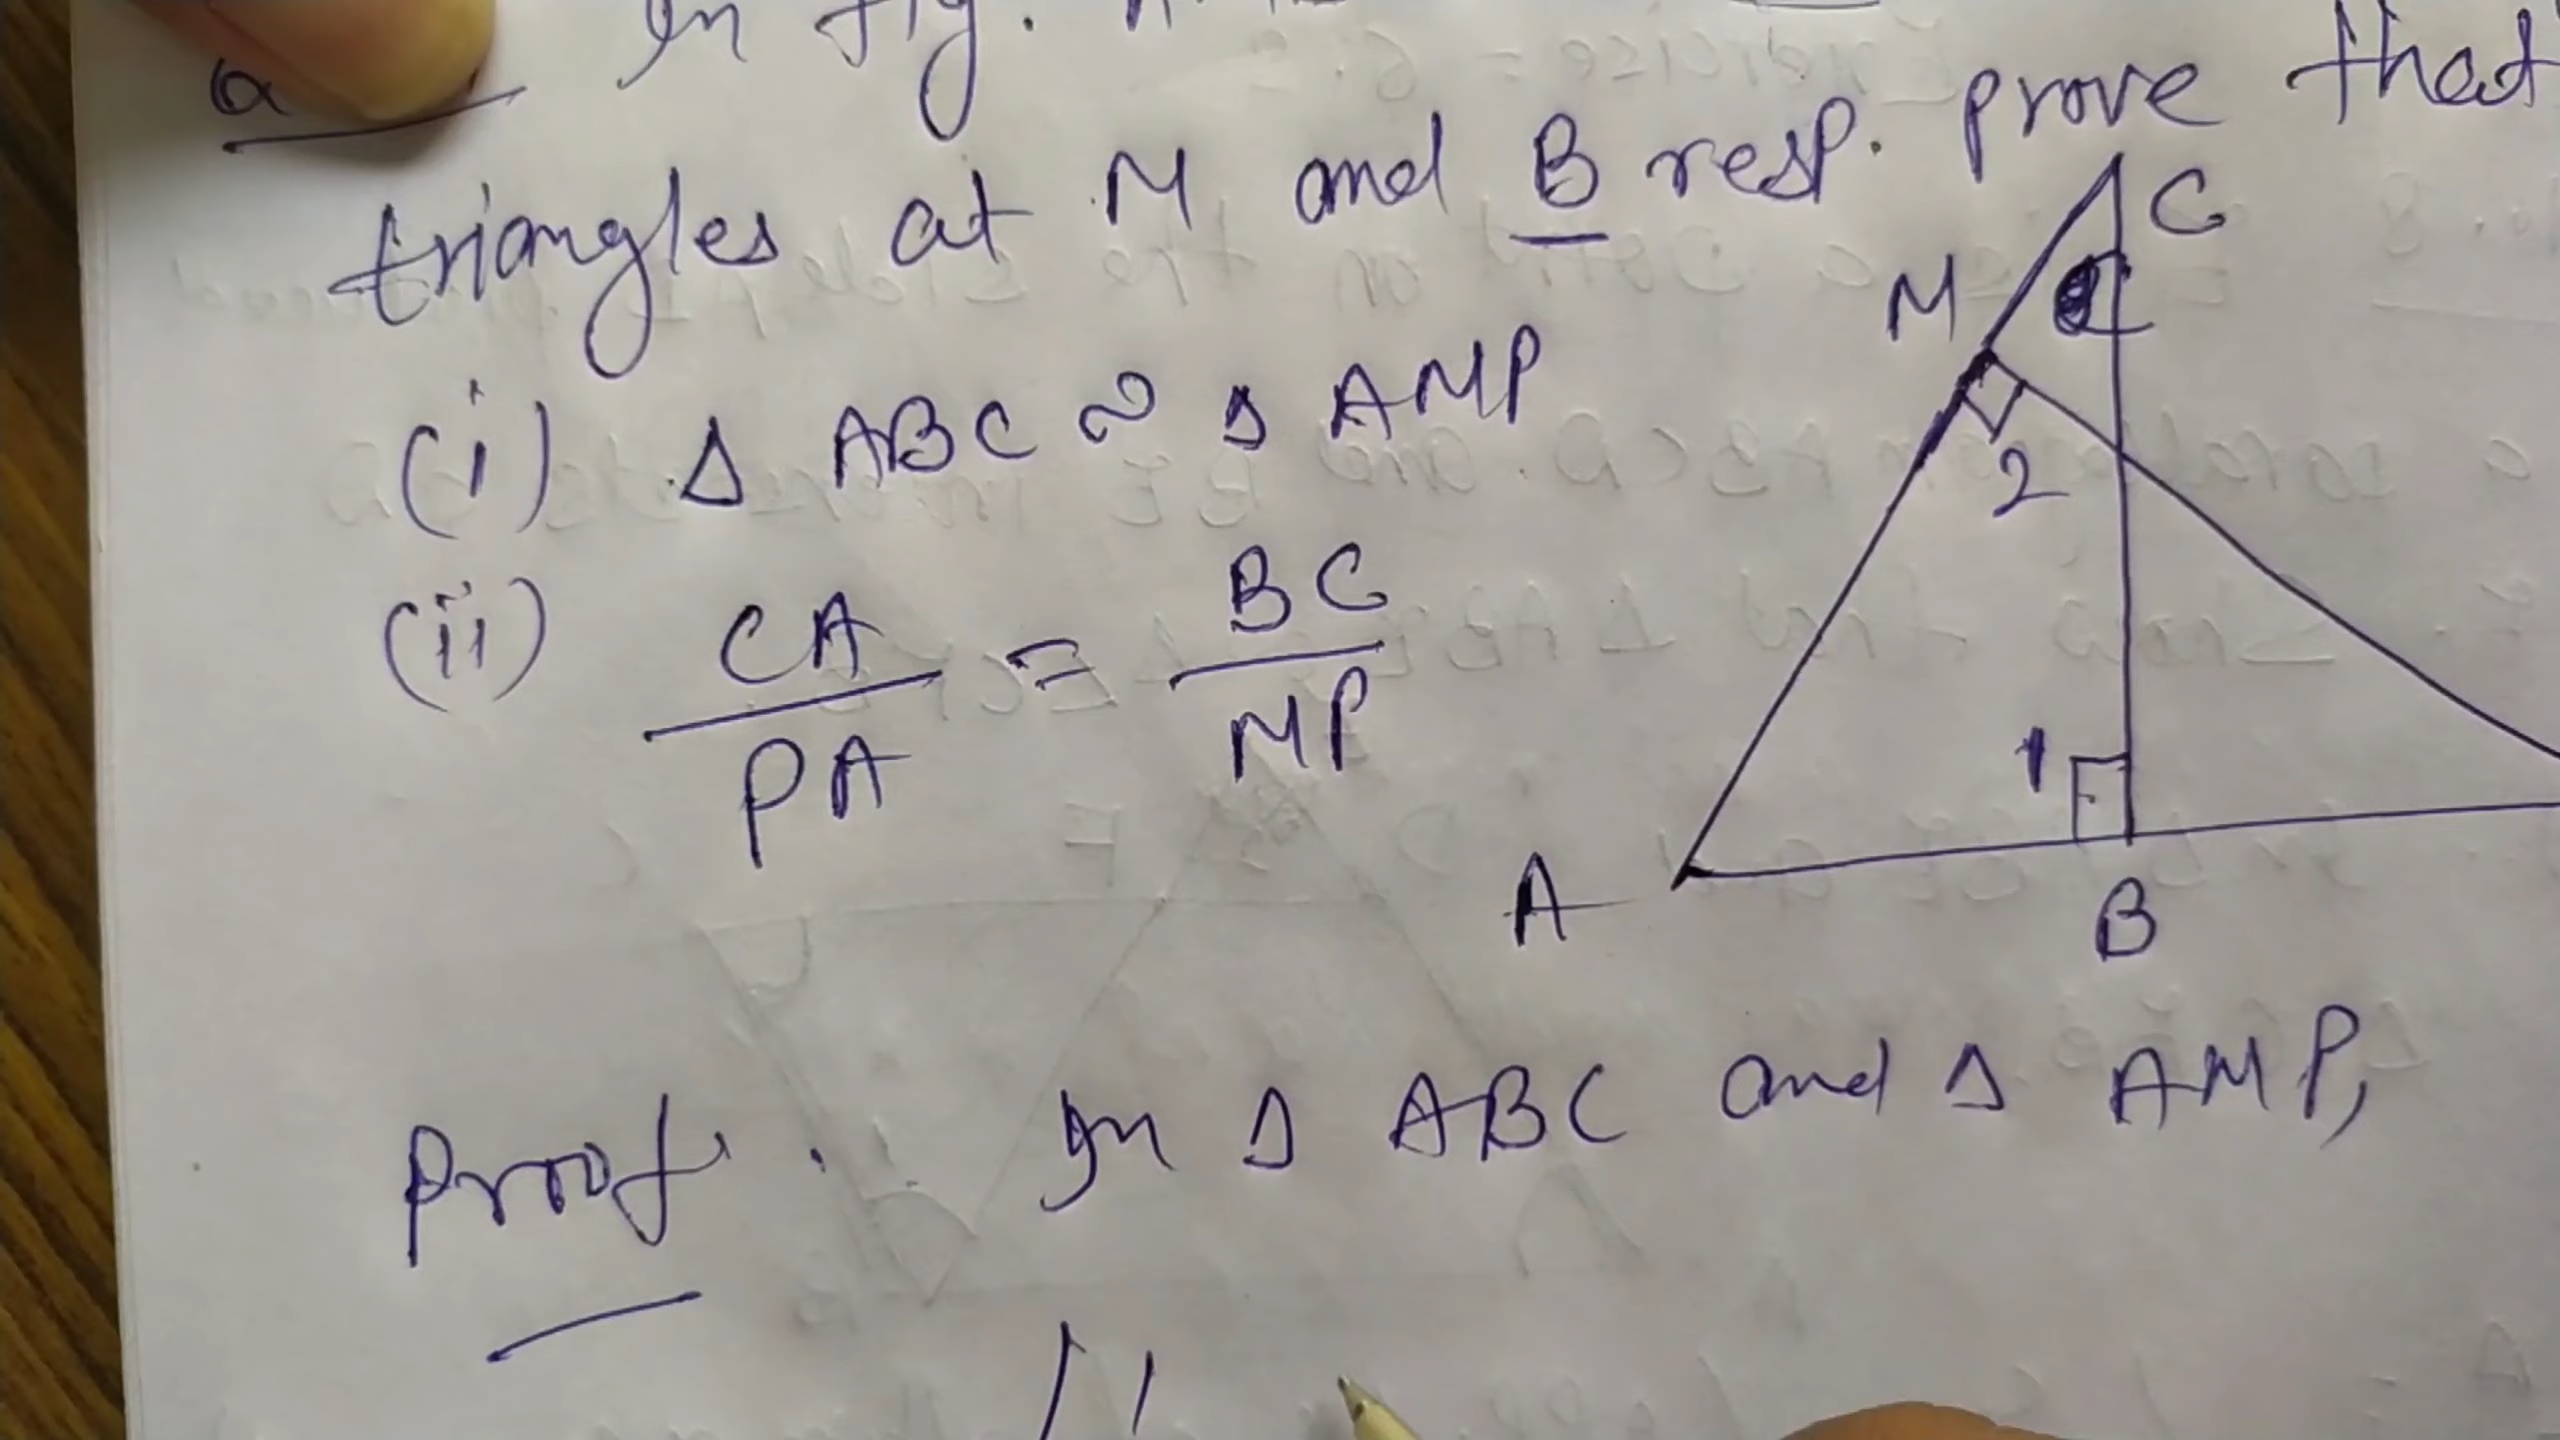 In fig.
triangles at M and B resp. prove that
(i) Δ ABC ~ Δ AMP
(ii) CA/PA = BC/MP
C
M
2
1
A
B
Proof. In Δ ABC and Δ AMP,